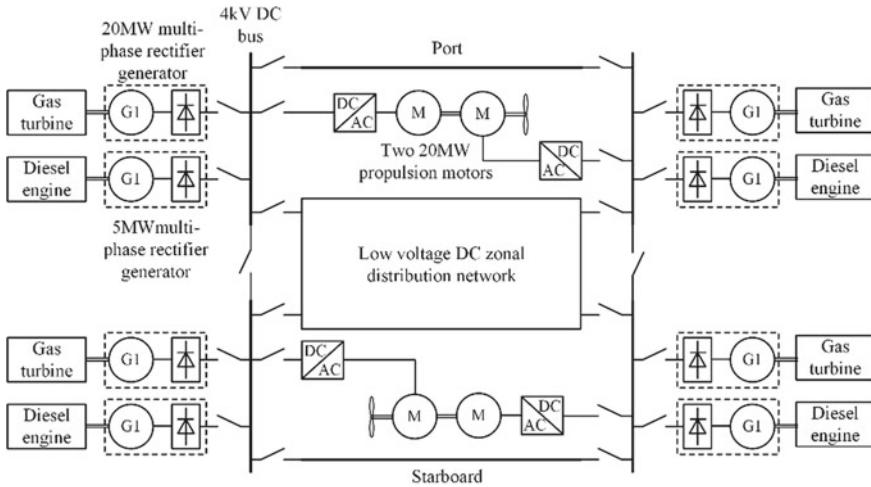 20MW multi-
phase rectifier
generator
4kV DC
bus
Port
Gas
turbine
G1
DC
AC
M
M
G1
Gas
turbine
Diesel
engine
G1
Two 20MW
propulsion motors
DC
AC
G1
Diesel
engine
5MWmulti-
phase rectifier
generator
Low voltage DC zonal
distribution network
Gas
turbine
G1
DC
AC
G1
Gas
turbine
Diesel
engine
G1
M
M
DC
AC
G1
Diesel
engine
Starboard